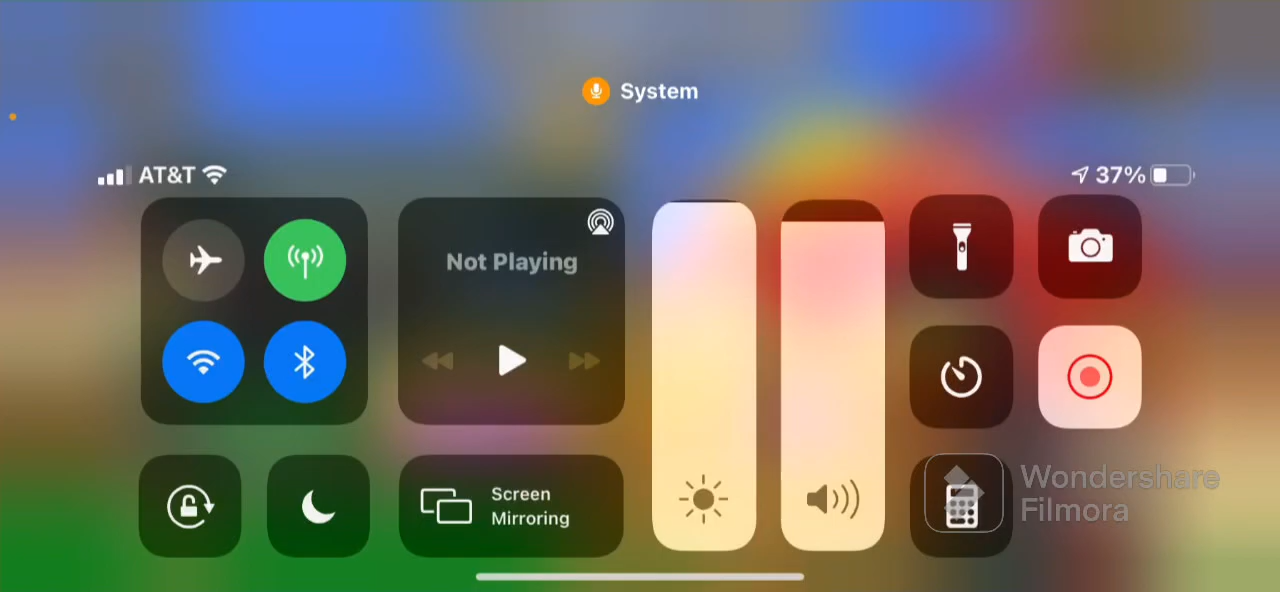 System
AT&T
37%
Not Playing
Screen
Mirroring
Wondershare
Filmora